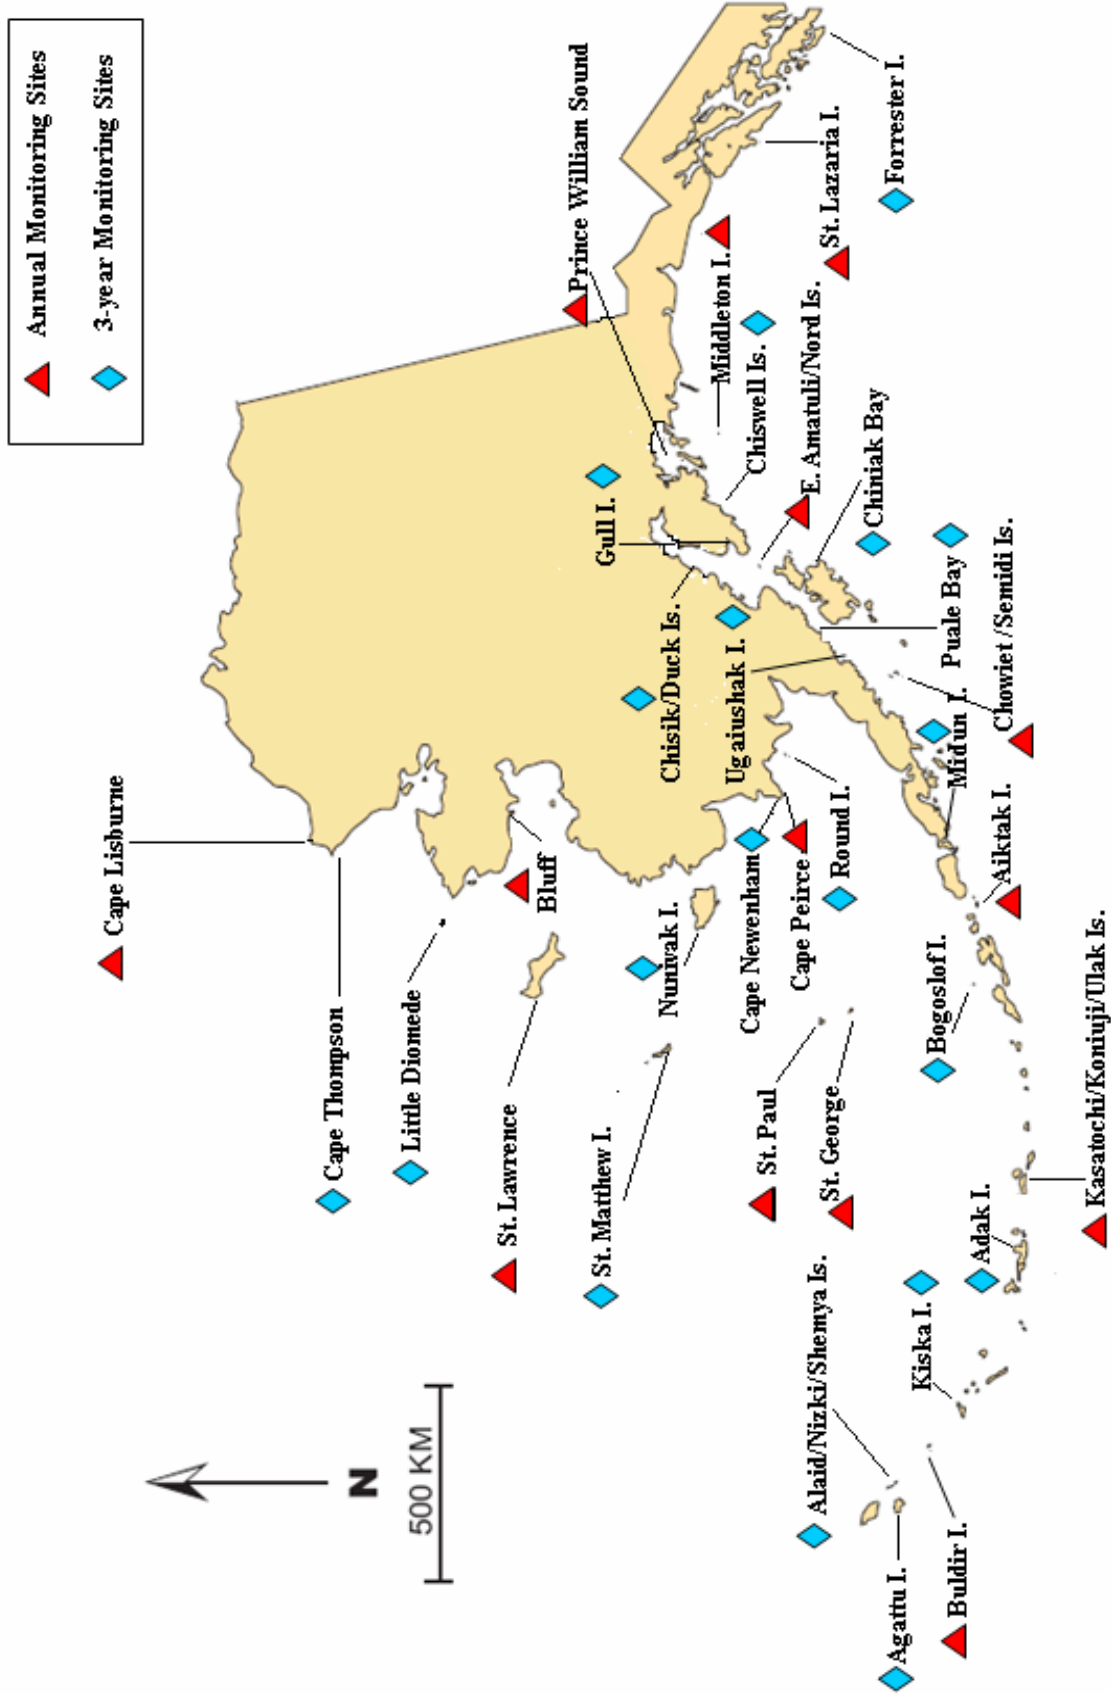 Annual Monitoring Sites
3-year Monitoring Sites
Cape Lisburne
Cape Thompson
Little Diomede
St. Lawrence
Bluff
St. Matthew I.
Nunivak I.
Cape Newenham
Cape Peirce
Round I.
St. Paul
St. George
Prince William Sound
Gull I.
Chisik/Duck Is.
Ugaiushak I.
Middleton I.
Chiswell Is.
E. Amatuli/Nord Is.
Chiniak Bay
Puale Bay
Chowiet /Semidi Is.
Midun I.
Aiktak I.
Bogoslof I.
Kasatochi/Koniuji/Ulak Is.
Adak I.
Kiska I.
Alaid/Nizki/Shemya Is.
Agattu I.
Buldir I.
St. Lazaria I.
Forrester I.
N
500 KM